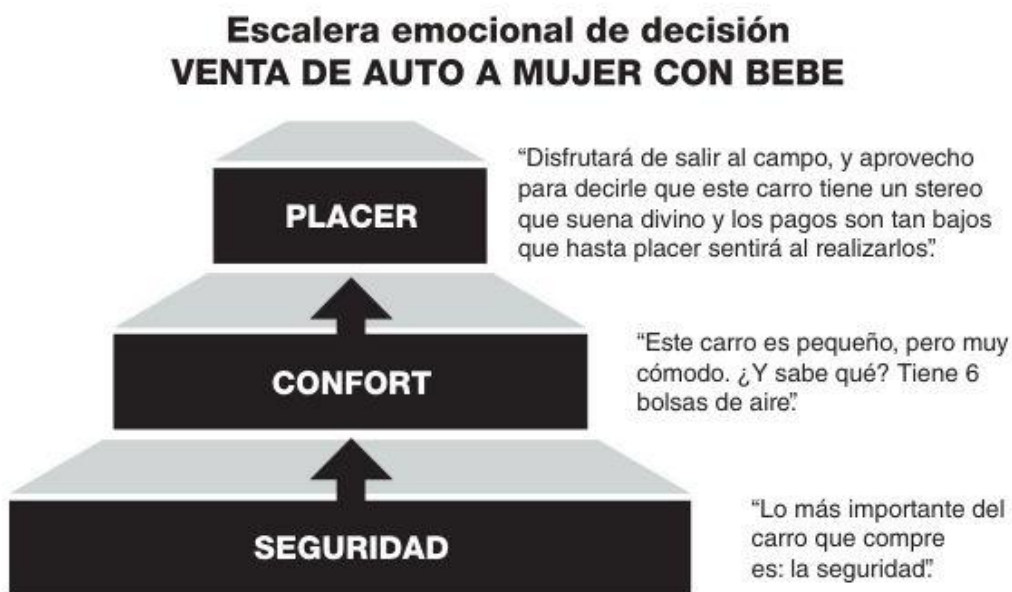 Escalera emocional de decisión
VENTA DE AUTO A MUJER CON BEBE
PLACER
“Disfrutará de salir al campo, y aprovecho
para decirle que este carro tiene un stereo
que suena divino y los pagos son tan bajos
que hasta placer sentirá al realizarlos”.
CONFORT
“Este carro es pequeño, pero muy
cómodo. ¿Y sabe qué? Tiene 6
bolsas de aire”.
SEGURIDAD
“Lo más importante del
carro que compre
es: la seguridad”.